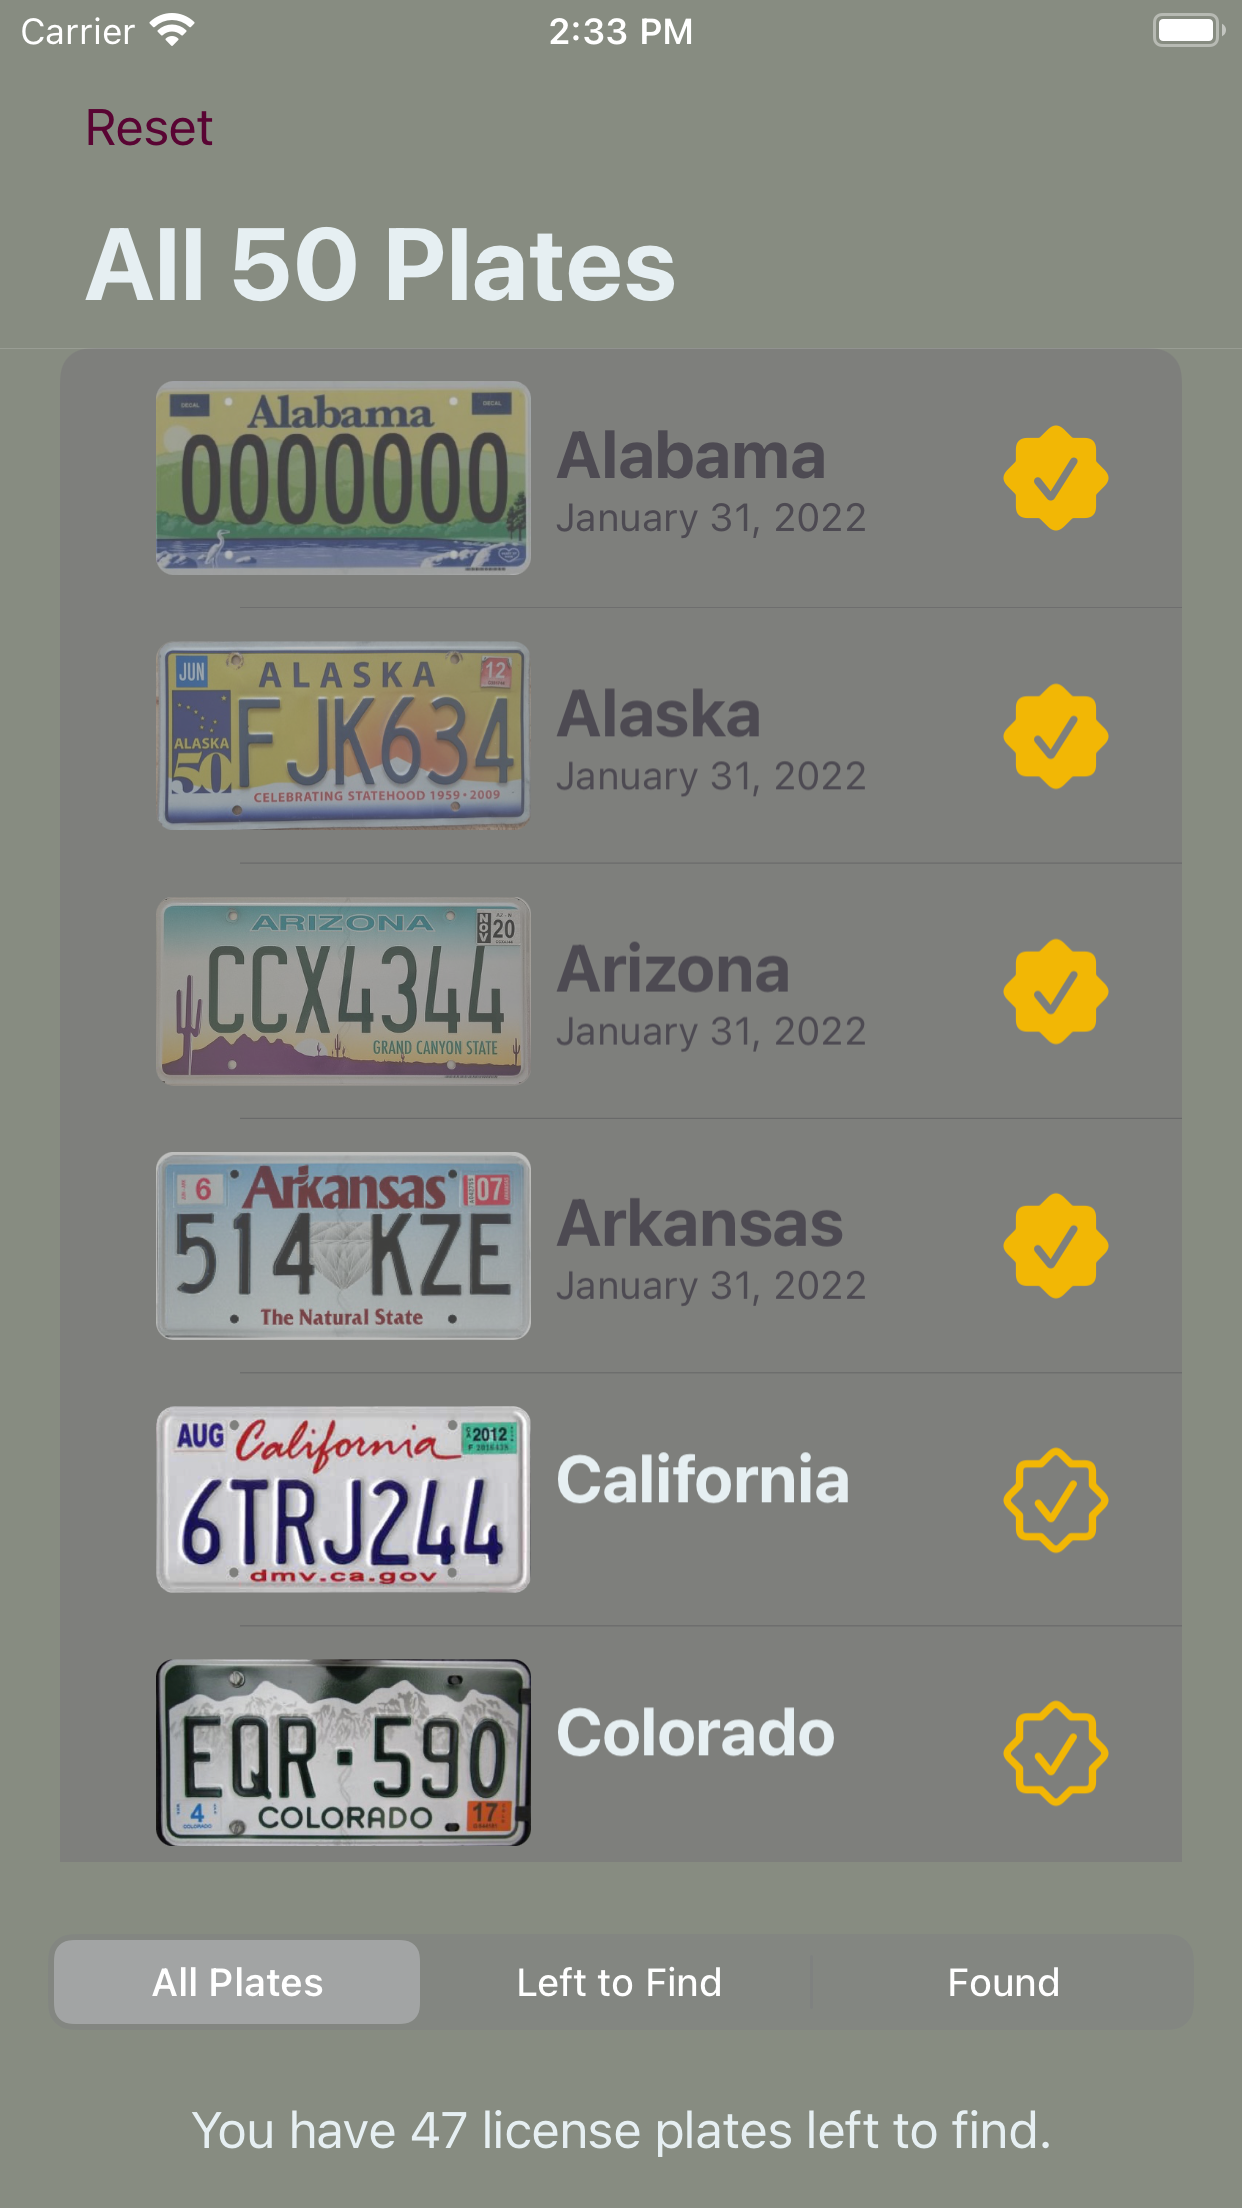 Carrier 2:33 PM
Reset
All 50 Plates
DECAL Alabama DECAL
0000000
Alabama
January 31, 2022
JUN ALASKA 12
FJK634
ALASKA
50
CELEBRATING STATEHOOD 1959 • 2009
Alaska
January 31, 2022
ARIZONA NOV 20
CCX4344
GRAND CANYON STATE
Arizona
January 31, 2022
6 Arkansas 07
514 KZE
The Natural State
Arkansas
January 31, 2022
AUG California 2012
6TRJ244
dmv.ca.gov
California
EQR·590
4 COLORADO 17
Colorado
All Plates Left to Find Found
You have 47 license plates left to find.